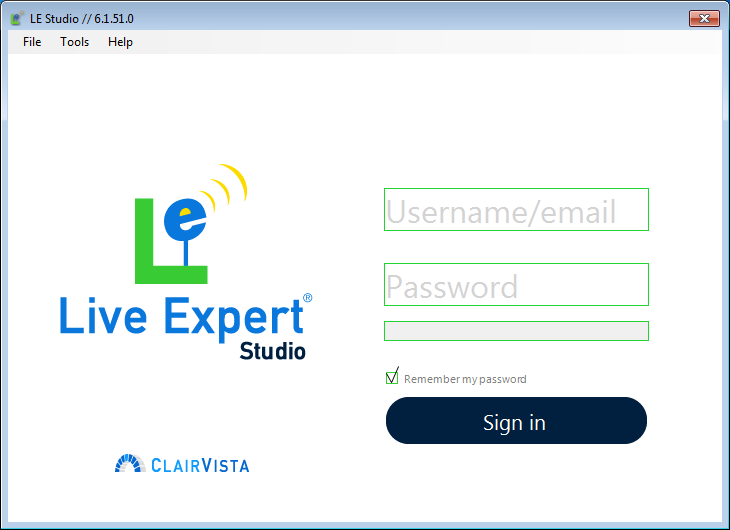 LE Studio // 6.1.51.0
File Tools Help
Le
Live Expert®
Studio
CLAIRVISTA
Username/email
Password
Remember my password
Sign in